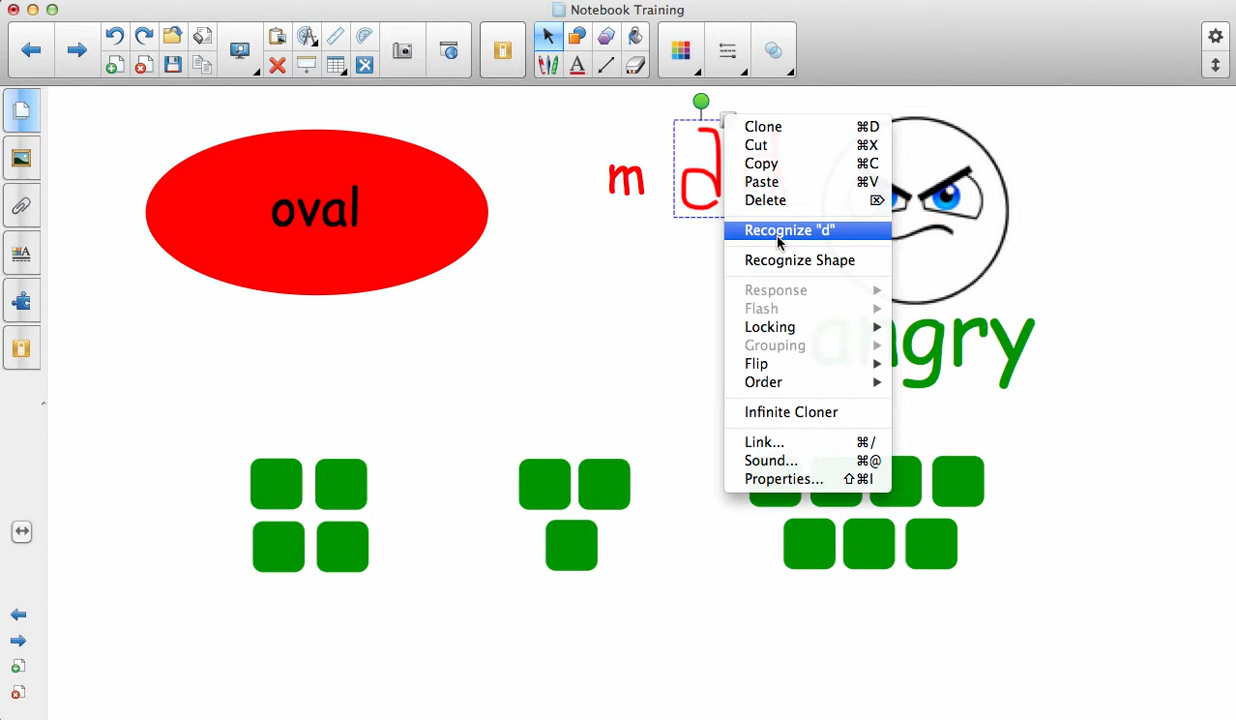 Notebook Training
oval
m d
Clone ⌘D
Cut ⌘X
Copy ⌘C
Paste ⌘V
Delete ⌦
Recognize "d"
Recognize Shape
Response
Flash
Locking
Grouping
Flip
Order
Infinite Cloner
Link... ⌘/
Sound... ⌘@
Properties... ⇧⌘I
angry